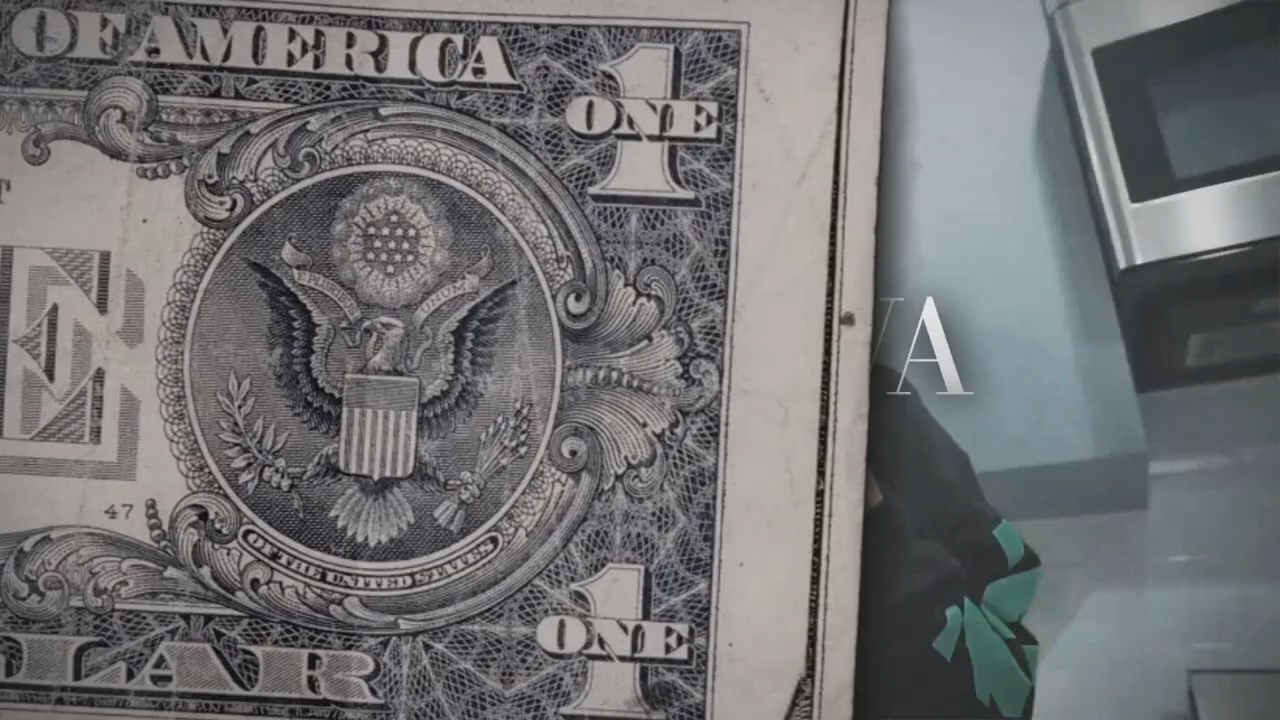 OF AMERICA
ONE
1
E
47
OF THE UNITED STATES
ONE
1
LLAR
VA